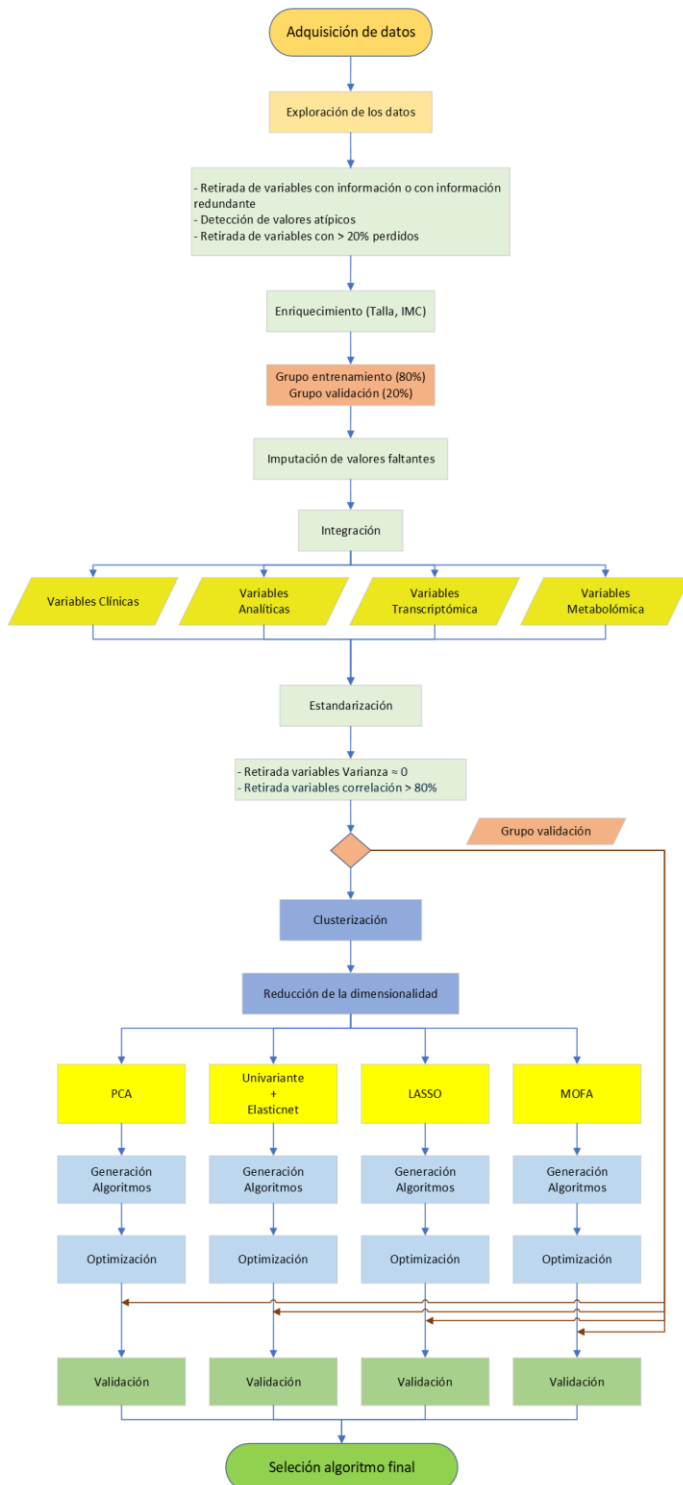 Adquisición de datos
Exploración de los datos
- Retirada de variables con información o con información
redundante
- Detección de valores atípicos
- Retirada de variables con > 20% perdidos
Enriquecimiento (Talla, IMC)
Grupo entrenamiento (80%)
Grupo validación (20%)
Imputación de valores faltantes
Integración
Variables Clínicas
Variables
Analíticas
Variables
Transcriptómica
Variables
Metabolómica
Estandarización
- Retirada variables Varianza ≈ 0
- Retirada variables correlación > 80%
Grupo validación
Clusterización
Reducción de la dimensionalidad
PCA
Univariante
+
Elasticnet
LASSO
MOFA
Generación
Algoritmos
Generación
Algoritmos
Generación
Algoritmos
Generación
Algoritmos
Optimización
Optimización
Optimización
Optimización
Validación
Validación
Validación
Validación
Seleción algoritmo final